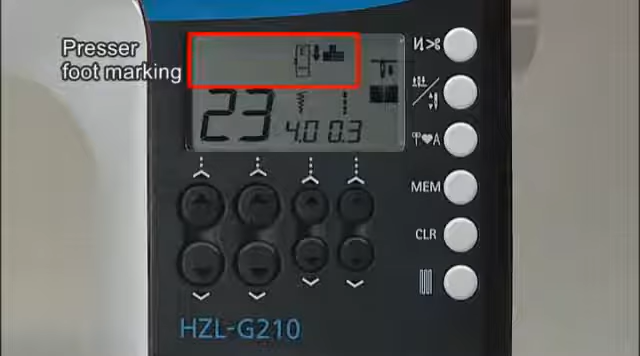 Presser
foot marking
23
4.0 0.3
A
MEM
CLR
HZL-G210